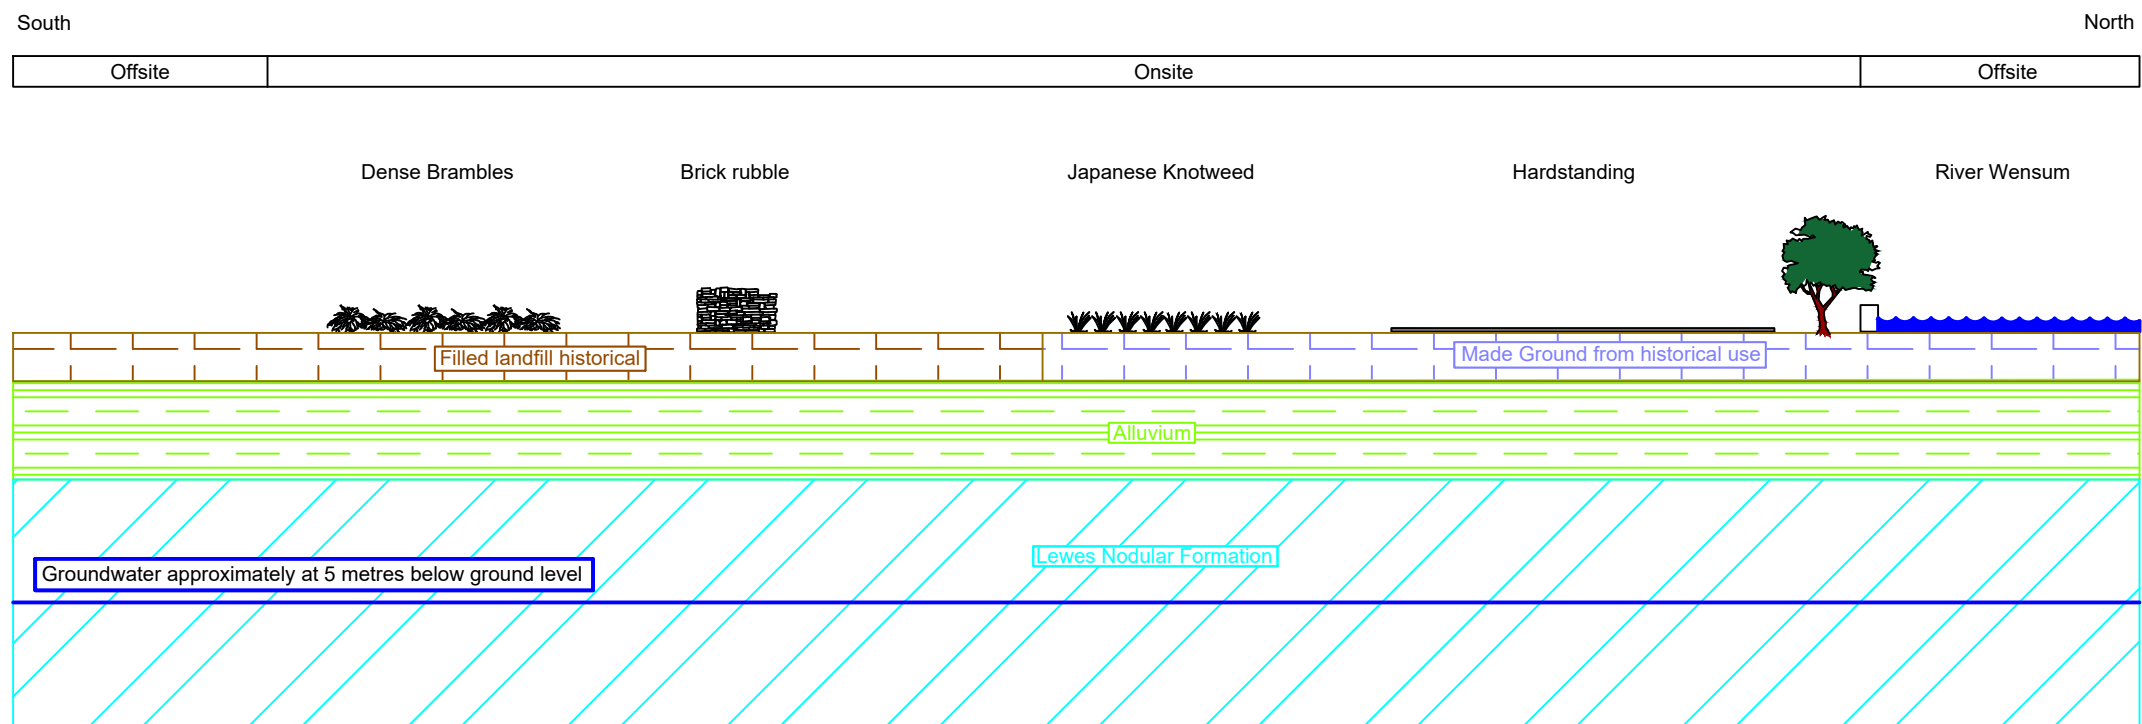 South
North
Offsite
Onsite
Offsite
Dense Brambles
Brick rubble
Japanese Knotweed
Hardstanding
River Wensum
Filled landfill historical
Made Ground from historical use
Alluvium
Lewes Nodular Formation
Groundwater approximately at 5 metres below ground level